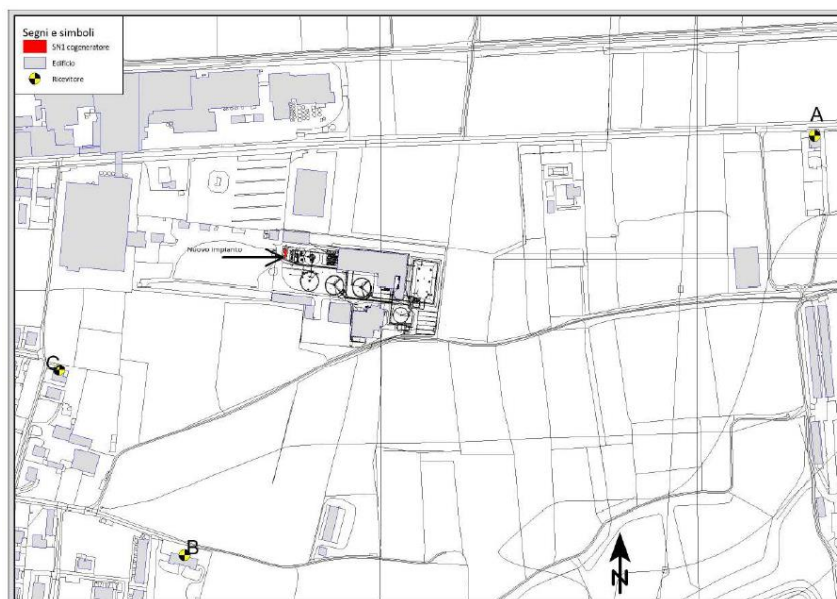 Segni e simboli
SN1 cogeneratore
Edificio
Ricevitore
A
Nuovo impianto
C
B
N